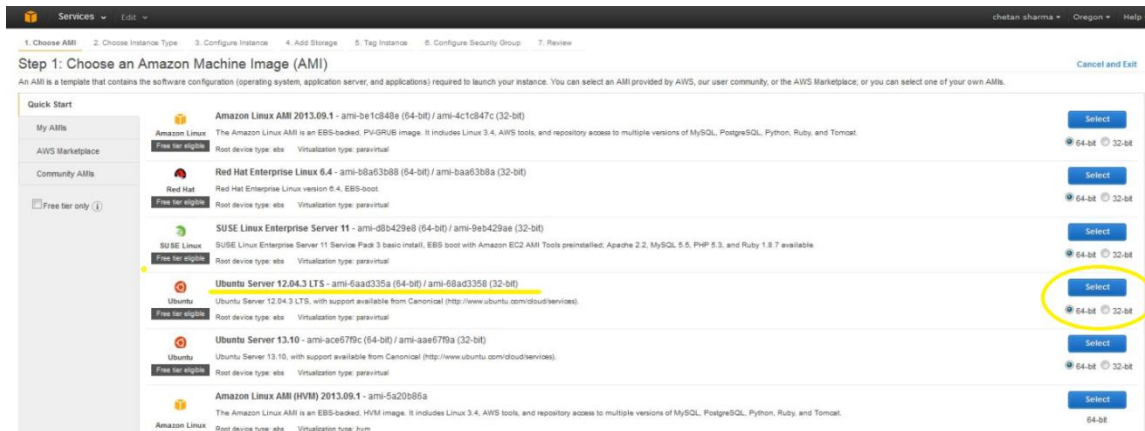 Services Edit chetan sharma Oregon Help
1. Choose AMI 2. Choose Instance Type 3. Configure Instance 4. Add Storage 5. Tag Instance 6. Configure Security Group 7. Review
Step 1: Choose an Amazon Machine Image (AMI)
Cancel and Exit
An AMI is a template that contains the software configuration (operating system, application server, and applications) required to launch your instance. You can select an AMI provided by AWS, our user community, or the AWS Marketplace; or you can select one of your own AMIs.
Quick Start
My AMIs
AWS Marketplace
Community AMIs
Free tier only
Amazon Linux
Free tier eligible
Amazon Linux AMI 2013.09.1 - ami-be1c848e (64-bit) / ami-4c1c847c (32-bit)
The Amazon Linux AMI is an EBS-backed, PV-GRUB image. It includes Linux 3.4, AWS tools, and repository access to multiple versions of MySQL, PostgreSQL, Python, Ruby, and Tomcat.
Root device type: ebs Virtualization type: paravirtual
Select
64-bit 32-bit
Red Hat
Free tier eligible
Red Hat Enterprise Linux 6.4 - ami-b8a63b88 (64-bit) / ami-baa63b8a (32-bit)
Red Hat Enterprise Linux version 6.4, EBS-boot.
Root device type: ebs Virtualization type: paravirtual
Select
64-bit 32-bit
SUSE Linux
Free tier eligible
SUSE Linux Enterprise Server 11 - ami-d8b429e8 (64-bit) / ami-9eb429ae (32-bit)
SUSE Linux Enterprise Server 11 Service Pack 3 basic install, EBS boot with Amazon EC2 AMI Tools preinstalled; Apache 2.2, MySQL 5.5, PHP 5.3, and Ruby 1.8.7 available
Root device type: ebs Virtualization type: paravirtual
Select
64-bit 32-bit
Ubuntu
Free tier eligible
Ubuntu Server 12.04.3 LTS - ami-6aad335a (64-bit) / ami-68ad3358 (32-bit)
Ubuntu Server 12.04.3 LTS, with support available from Canonical (http://www.ubuntu.com/cloud/services).
Root device type: ebs Virtualization type: paravirtual
Select
64-bit 32-bit
Ubuntu
Free tier eligible
Ubuntu Server 13.10 - ami-ace67f9c (64-bit) / ami-aae67f9a (32-bit)
Ubuntu Server 13.10, with support available from Canonical (http://www.ubuntu.com/cloud/services).
Root device type: ebs Virtualization type: paravirtual
Select
64-bit 32-bit
Amazon Linux
Amazon Linux AMI (HVM) 2013.09.1 - ami-5a20b86a
The Amazon Linux AMI is an EBS-backed, HVM image. It includes Linux 3.4, AWS tools, and repository access to multiple versions of MySQL, PostgreSQL, Python, Ruby, and Tomcat.
Root device type: ebs Virtualization type: hvm
Select
64-bit